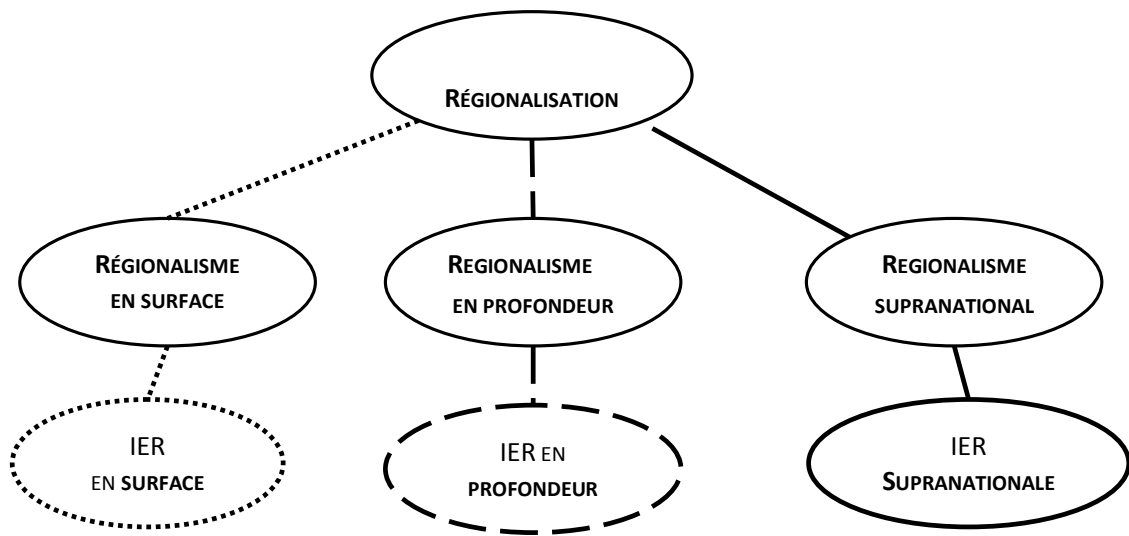 RÉGIONALISATION
RÉGIONALISME
EN SURFACE
REGIONALISME
EN PROFONDEUR
REGIONALISME
SUPRANATIONAL
IER
EN SURFACE
IER EN
PROFONDEUR
IER
SUPRANATIONALE